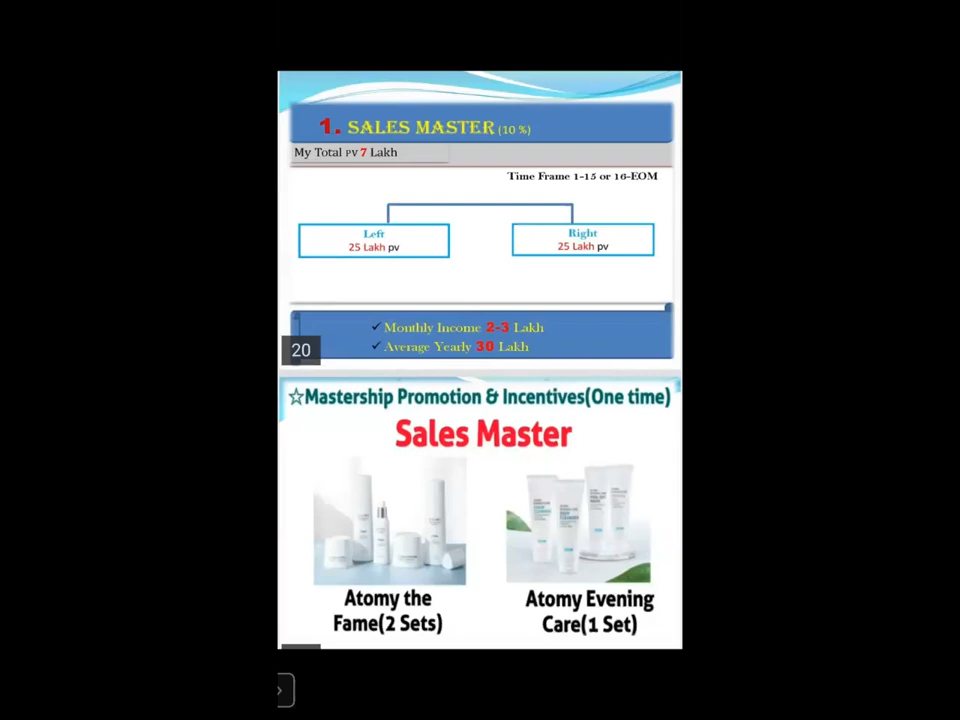 1. SALES MASTER (10 %)
My Total PV 7 Lakh
Time Frame 1-15 or 16-EOM
Left
25 Lakh pv
Right
25 Lakh pv
✓ Monthly Income 2-3 Lakh
✓ Average Yearly 30 Lakh
20
☆Mastership Promotion & Incentives(One time)
Sales Master
Atomy the
Fame(2 Sets)
Atomy Evening
Care(1 Set)